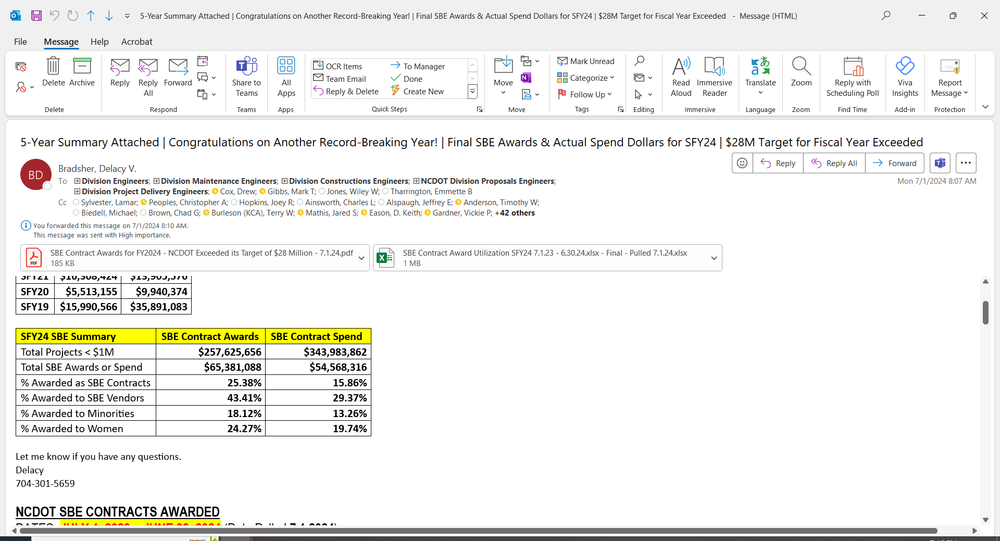 5-Year Summary Attached | Congratulations on Another Record-Breaking Year! | Final SBE Awards & Actual Spend Dollars for SFY24 | $28M Target for Fiscal Year Exceeded - Message (HTML)
File Message Help Acrobat
Delete Archive
Delete
Reply Reply All Forward
Respond
Share to Teams
Teams
All Apps
Apps
OCR Items To Manager
Team Email Done
Reply & Delete Create New
Quick Steps
Move
Move
Mark Unread
Categorize
Follow Up
Tags
Editing
Read Aloud Immersive Reader
Immersive
Translate
Language
Zoom
Zoom
Reply with Scheduling Poll
Find Time
Viva Insights
Add-in
Report Message
Protection
5-Year Summary Attached | Congratulations on Another Record-Breaking Year! | Final SBE Awards & Actual Spend Dollars for SFY24 | $28M Target for Fiscal Year Exceeded
BD
Bradsher, Delacy V.
Reply Reply All Forward
Mon 7/1/2024 8:07 AM
To Division Engineers; Division Maintenance Engineers; Division Constructions Engineers; NCDOT Division Proposals Engineers;
Division Project Delivery Engineers; Cox, Drew; Gibbs, Mark T; Jones, Wiley W; Tharrington, Emmette B
Cc Sylvester, Lamar; Peoples, Christopher A; Hopkins, Joey R; Ainsworth, Charles L; Alspaugh, Jeffrey E; Anderson, Timothy W;
Biedell, Michael; Brown, Chad G; Burleson (KCA), Terry W; Mathis, Jared S; Eason, D. Keith; Gardner, Vickie P; +42 others
You forwarded this message on 7/1/2024 8:10 AM.
This message was sent with High importance.
SBE Contract Awards for FY2024 - NCDOT Exceeded its Target of $28 Million - 7.1.24.pdf
185 KB
PDF
SBE Contract Award Utilization SFY24 7.1.23 - 6.30.24.xlsx - Final - Pulled 7.1.24.xlsx
1 MB
SFY21 $16,308,424 $13,905,576
SFY20 $5,513,155 $9,940,374
SFY19 $15,990,566 $35,891,083
SFY24 SBE Summary SBE Contract Awards SBE Contract Spend
Total Projects < $1M $257,625,656 $343,983,862
Total SBE Awards or Spend $65,381,088 $54,568,316
% Awarded as SBE Contracts 25.38% 15.86%
% Awarded to SBE Vendors 43.41% 29.37%
% Awarded to Minorities 18.12% 13.26%
% Awarded to Women 24.27% 19.74%
Let me know if you have any questions.
Delacy
704-301-5659
NCDOT SBE CONTRACTS AWARDED